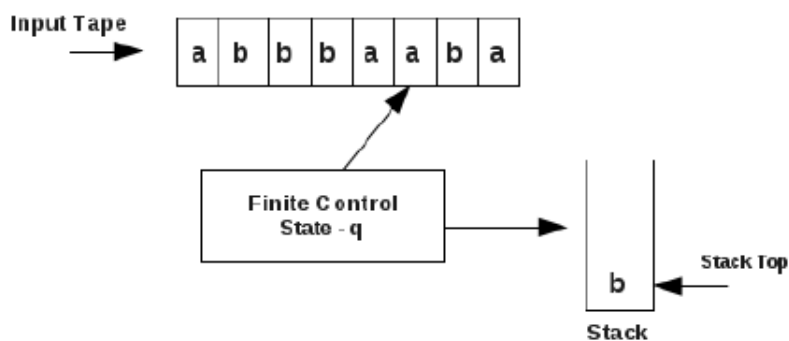 Input Tape
a b b b a a b a
Finite Control
State - q
b
Stack Top
Stack